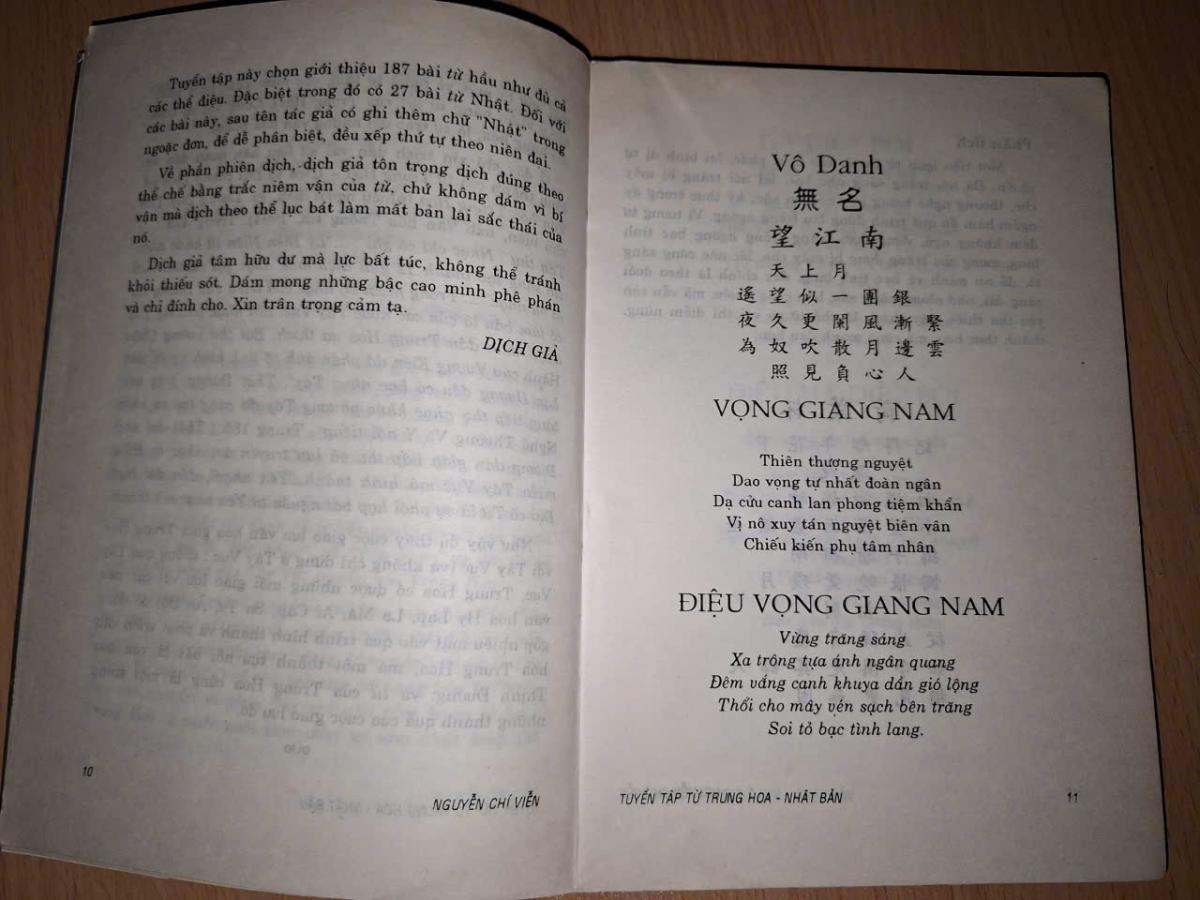 Tuyển tập này chọn giới thiệu 187 bài từ hầu như đủ cả
các thể điệu. Đặc biệt trong đó có 27 bài từ Nhật. Đối với
các bài này, sau tên tác giả có ghi thêm chữ "Nhật" trong
ngoặc đơn, để dễ phân biệt, đều xếp thứ tự theo niên đại.
Về phần phiên dịch, dịch giả tôn trọng dịch đúng theo
thể chế bằng trắc niêm vận của từ, chứ không dám vì bí
vận mà dịch theo thể lục bát làm mất bản lai sắc thái của
nó.
Dịch giả tâm hữu dư mà lực bất túc, không thể tránh
khỏi thiếu sót. Dám mong những bậc cao minh phê phán
và chỉ đính cho. Xin trân trọng cảm tạ.
DỊCH GIẢ
10
NGUYỄN CHÍ VIỄN
Vô Danh
無名
望江南
天上月
遙望似一團銀
夜久更闌風漸緊
為奴吹散月邊雲
照見負心人
VỌNG GIANG NAM
Thiên thượng nguyệt
Dao vọng tự nhất đoàn ngân
Dạ cửu canh lan phong tiệm khẩn
Vị nô xuy tán nguyệt biên vân
Chiếu kiến phụ tâm nhân
ĐIỆU VỌNG GIANG NAM
Vừng trăng sáng
Xa trông tựa ánh ngân quang
Đêm vắng canh khuya dần gió lộng
Thổi cho mây vén sạch bên trăng
Soi tỏ bạc tình lang.
TUYỂN TẬP TỪ TRUNG HOA - NHẬT BẢN
11